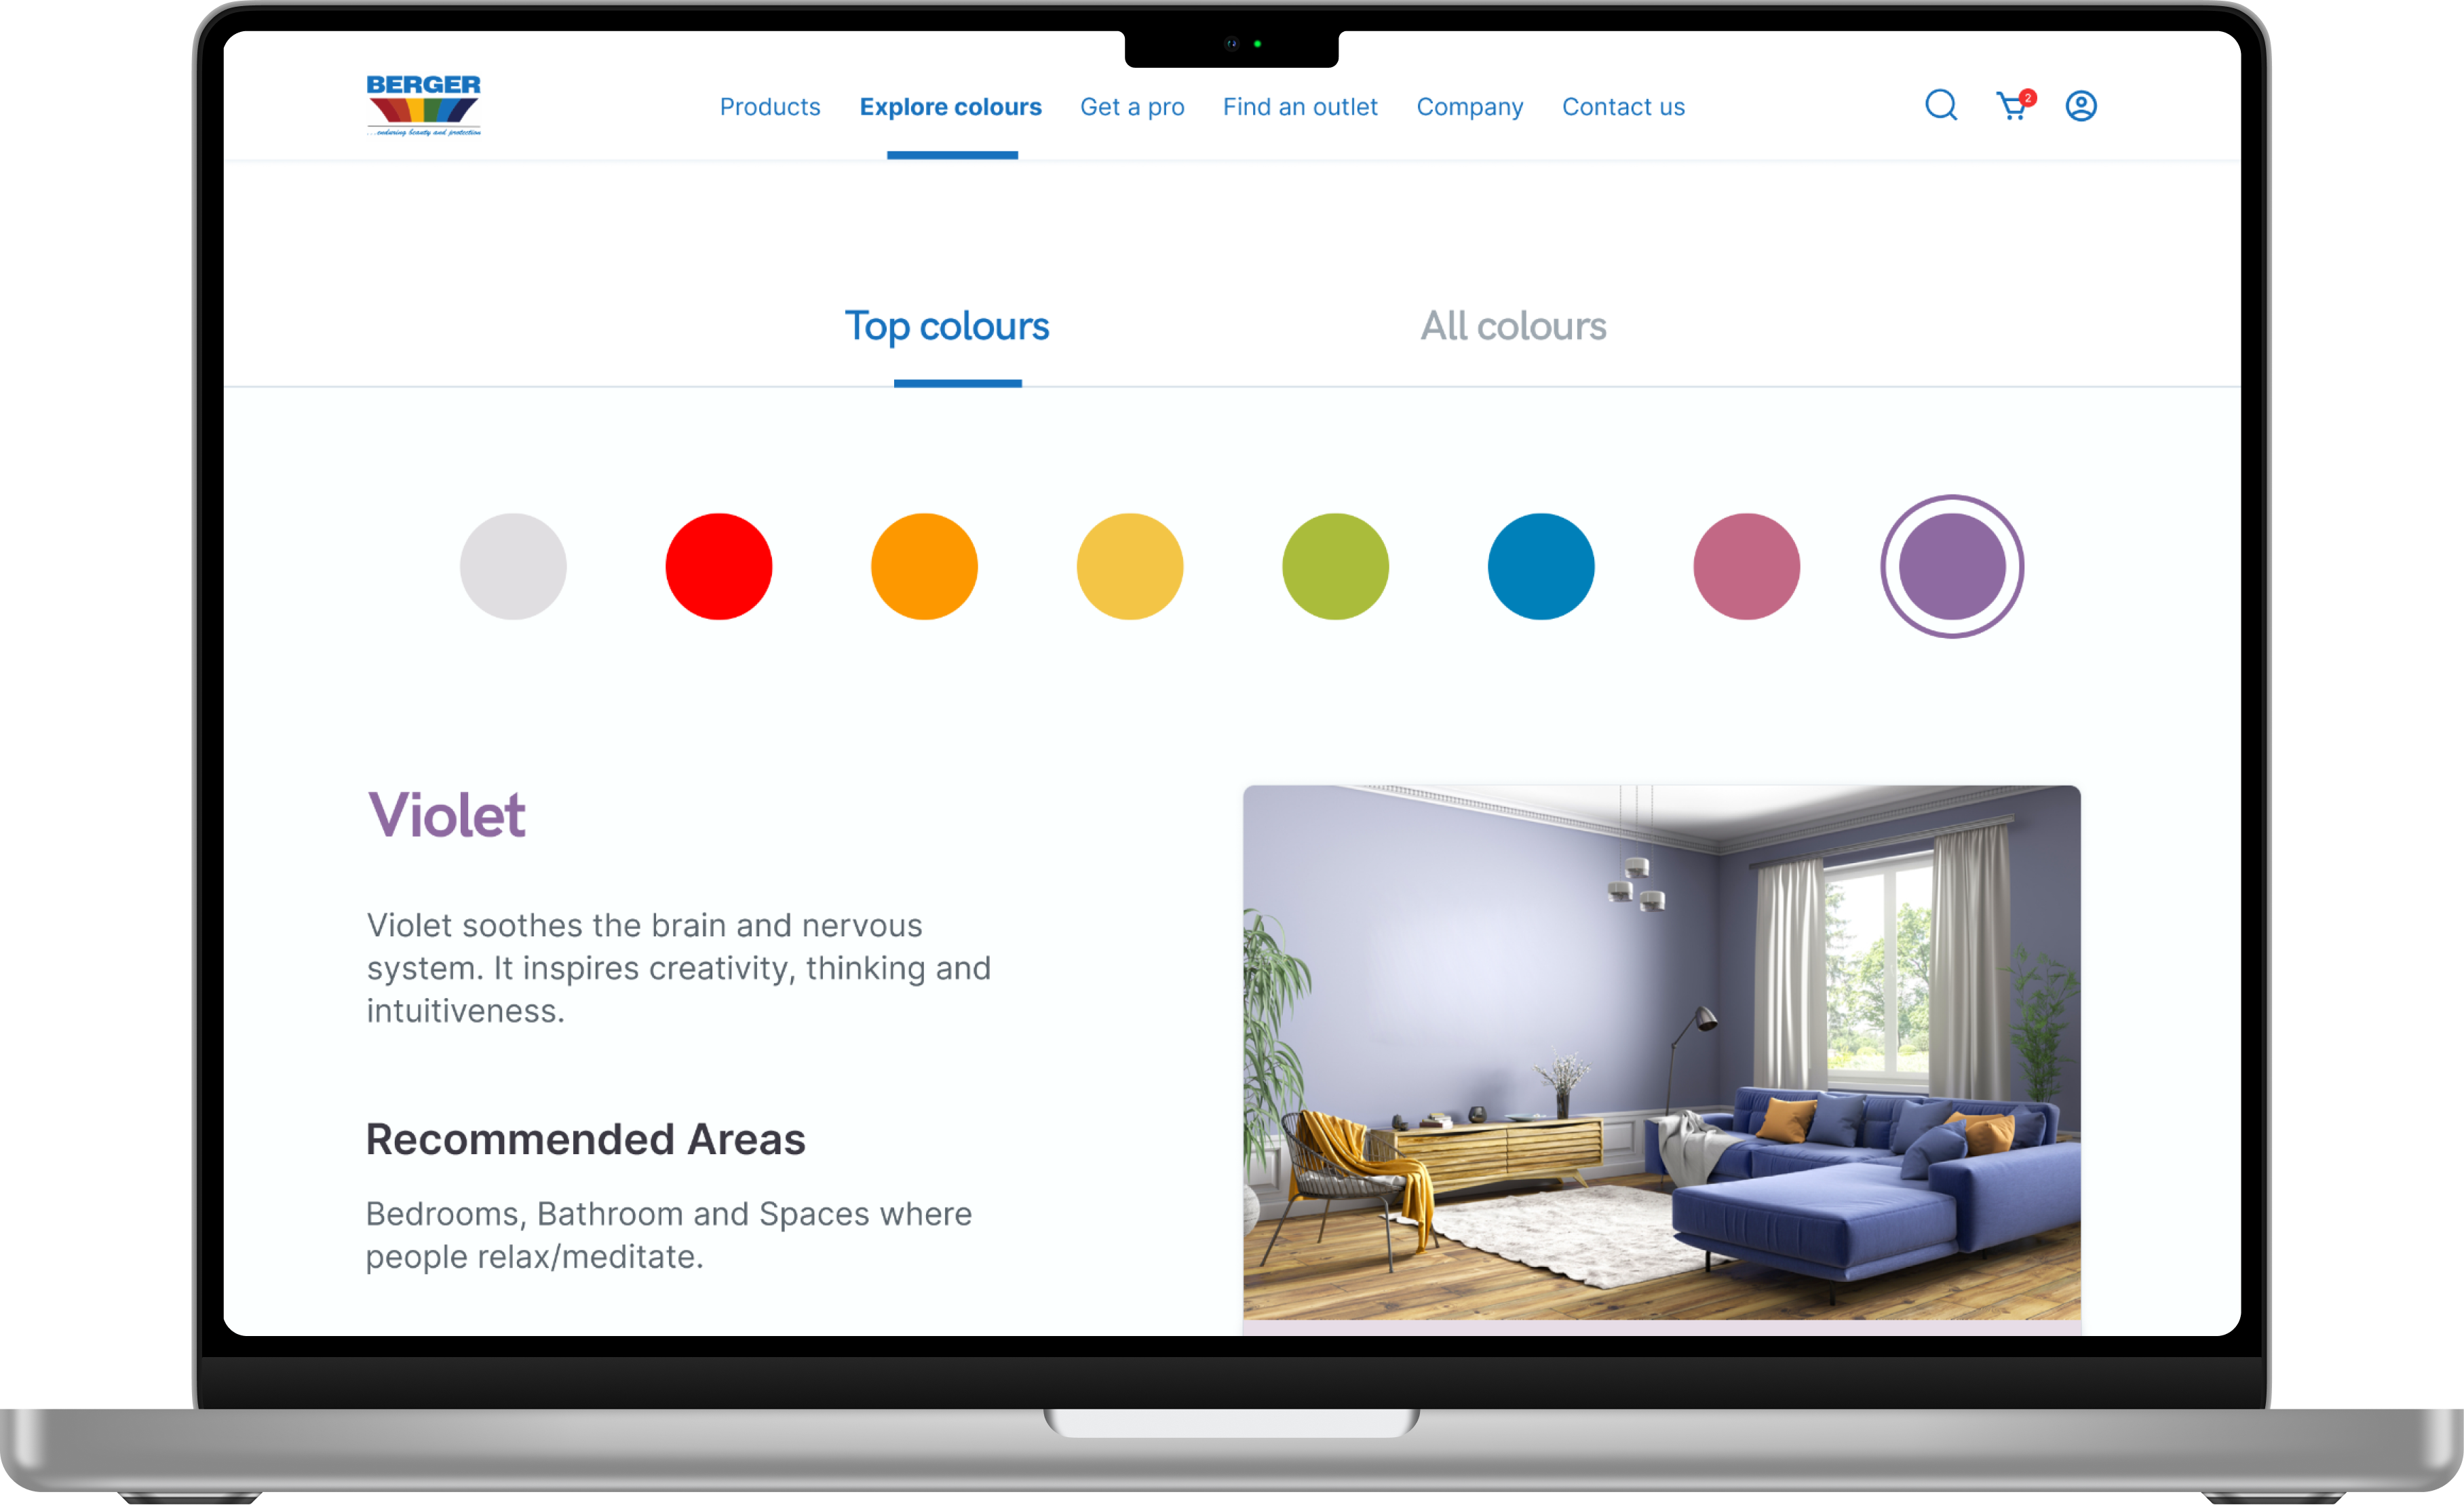 BERGER
...enduring beauty and protection
Products Explore colours Get a pro Find an outlet Company Contact us
2
Top colours All colours
Violet
Violet soothes the brain and nervous
system. It inspires creativity, thinking and
intuitiveness.
Recommended Areas
Bedrooms, Bathroom and Spaces where
people relax/meditate.